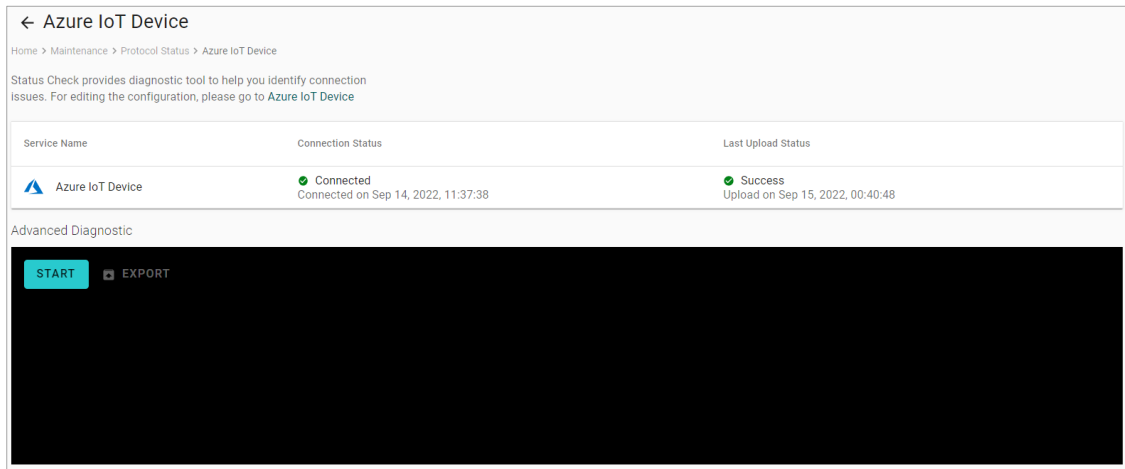 Azure IoT Device
Home > Maintenance > Protocol Status > Azure IoT Device
Status Check provides diagnostic tool to help you identify connection
issues. For editing the configuration, please go to Azure IoT Device
Service Name Connection Status Last Upload Status
Azure IoT Device Connected Success
Connected on Sep 14, 2022, 11:37:38 Upload on Sep 15, 2022, 00:40:48
Advanced Diagnostic
START EXPORT